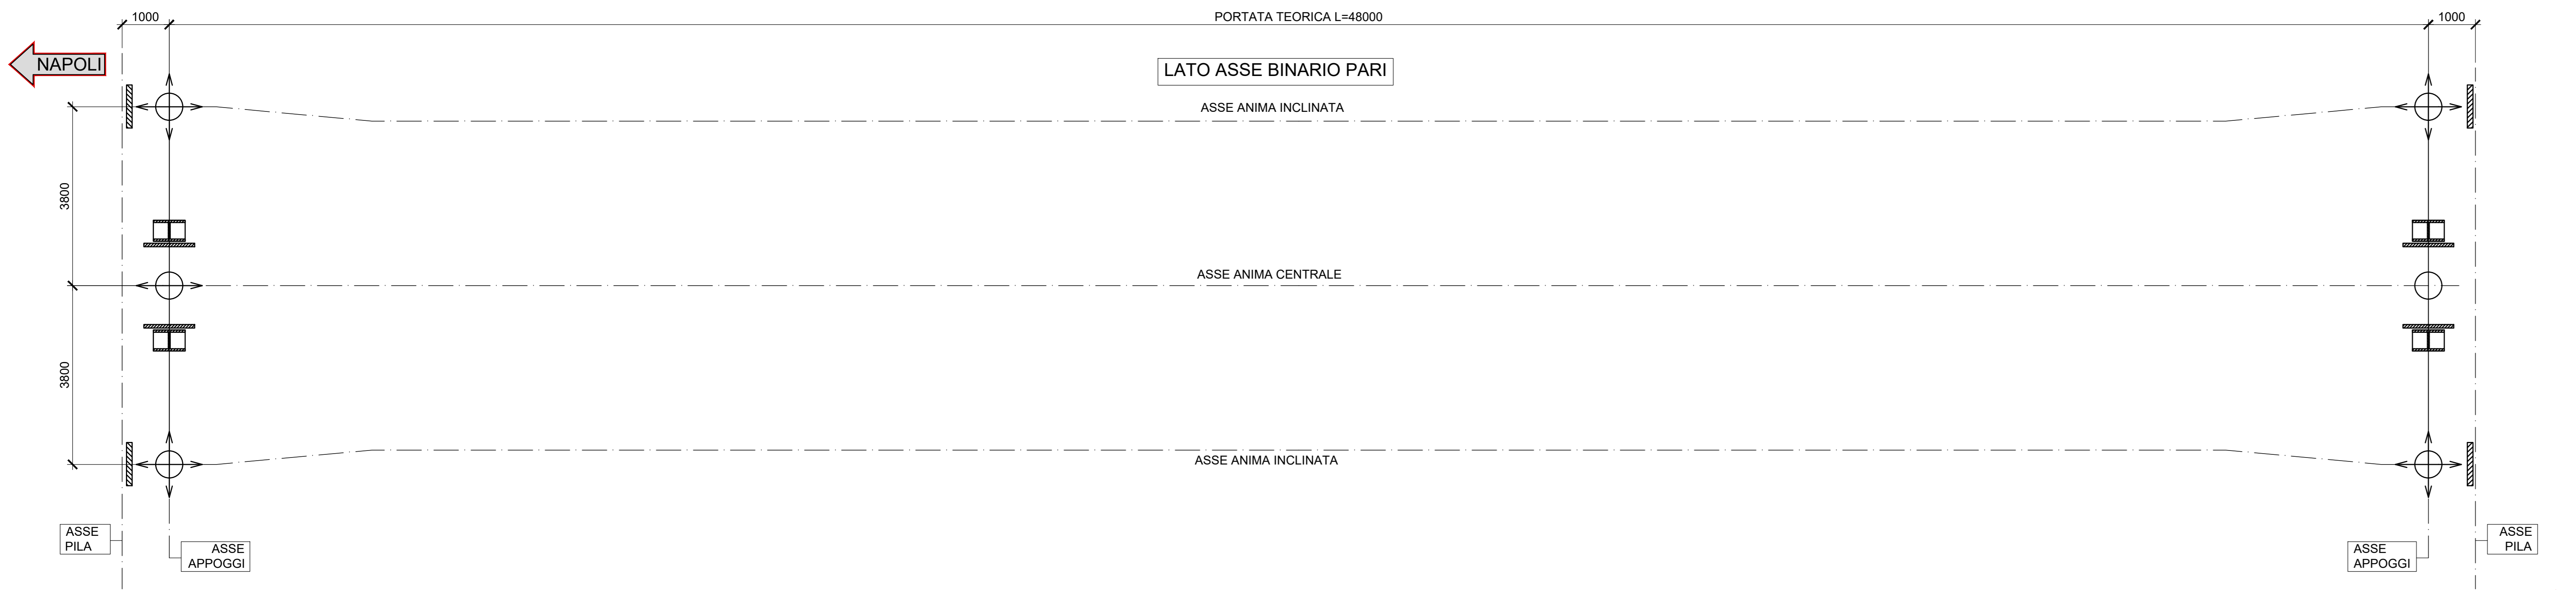 1000
PORTATA TEORICA L=48000
1000
NAPOLI
LATO ASSE BINARIO PARI
ASSE ANIMA INCLINATA
3800
ASSE ANIMA CENTRALE
3800
ASSE ANIMA INCLINATA
ASSE
PILA
ASSE
APPOGGI
ASSE
APPOGGI
ASSE
PILA